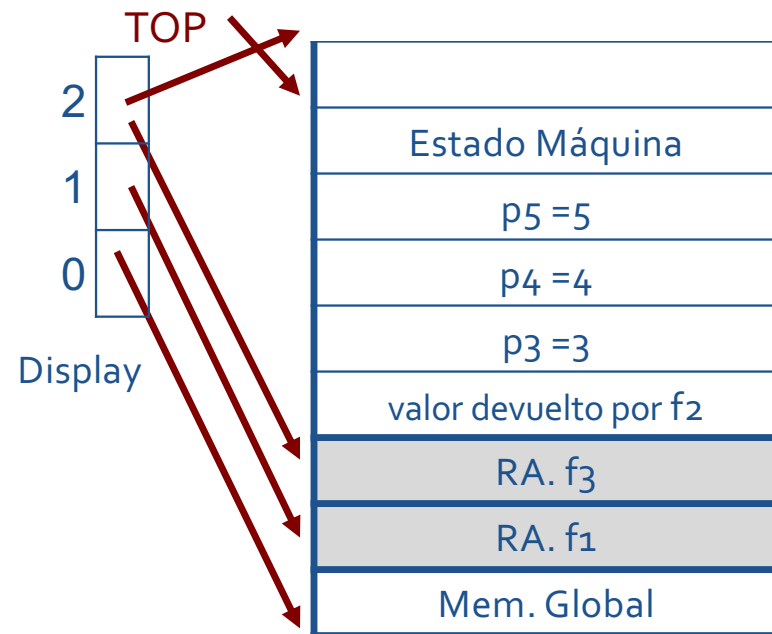 TOP
2
1
0
Display
Estado Máquina
p5 =5
p4 =4
p3 =3
valor devuelto por f2
RA. f3
RA. f1
Mem. Global